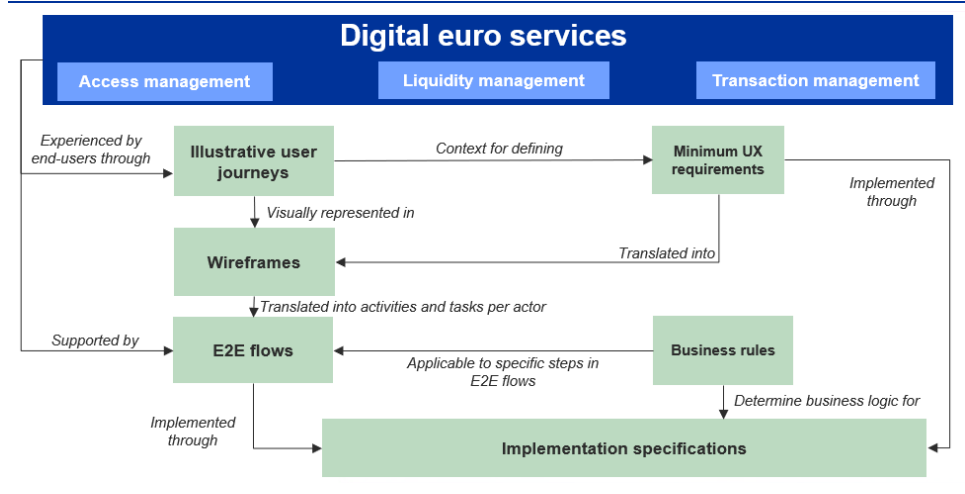 Digital euro services
Access management
Liquidity management
Transaction management
Experienced by
end-users through
Illustrative user
journeys
Context for defining
Minimum UX
requirements
Implemented
through
Visually represented in
Wireframes
Translated into
Translated into activities and tasks per actor
Supported by
E2E flows
Applicable to specific steps in
E2E flows
Business rules
Implemented
through
Determine business logic for
Implementation specifications